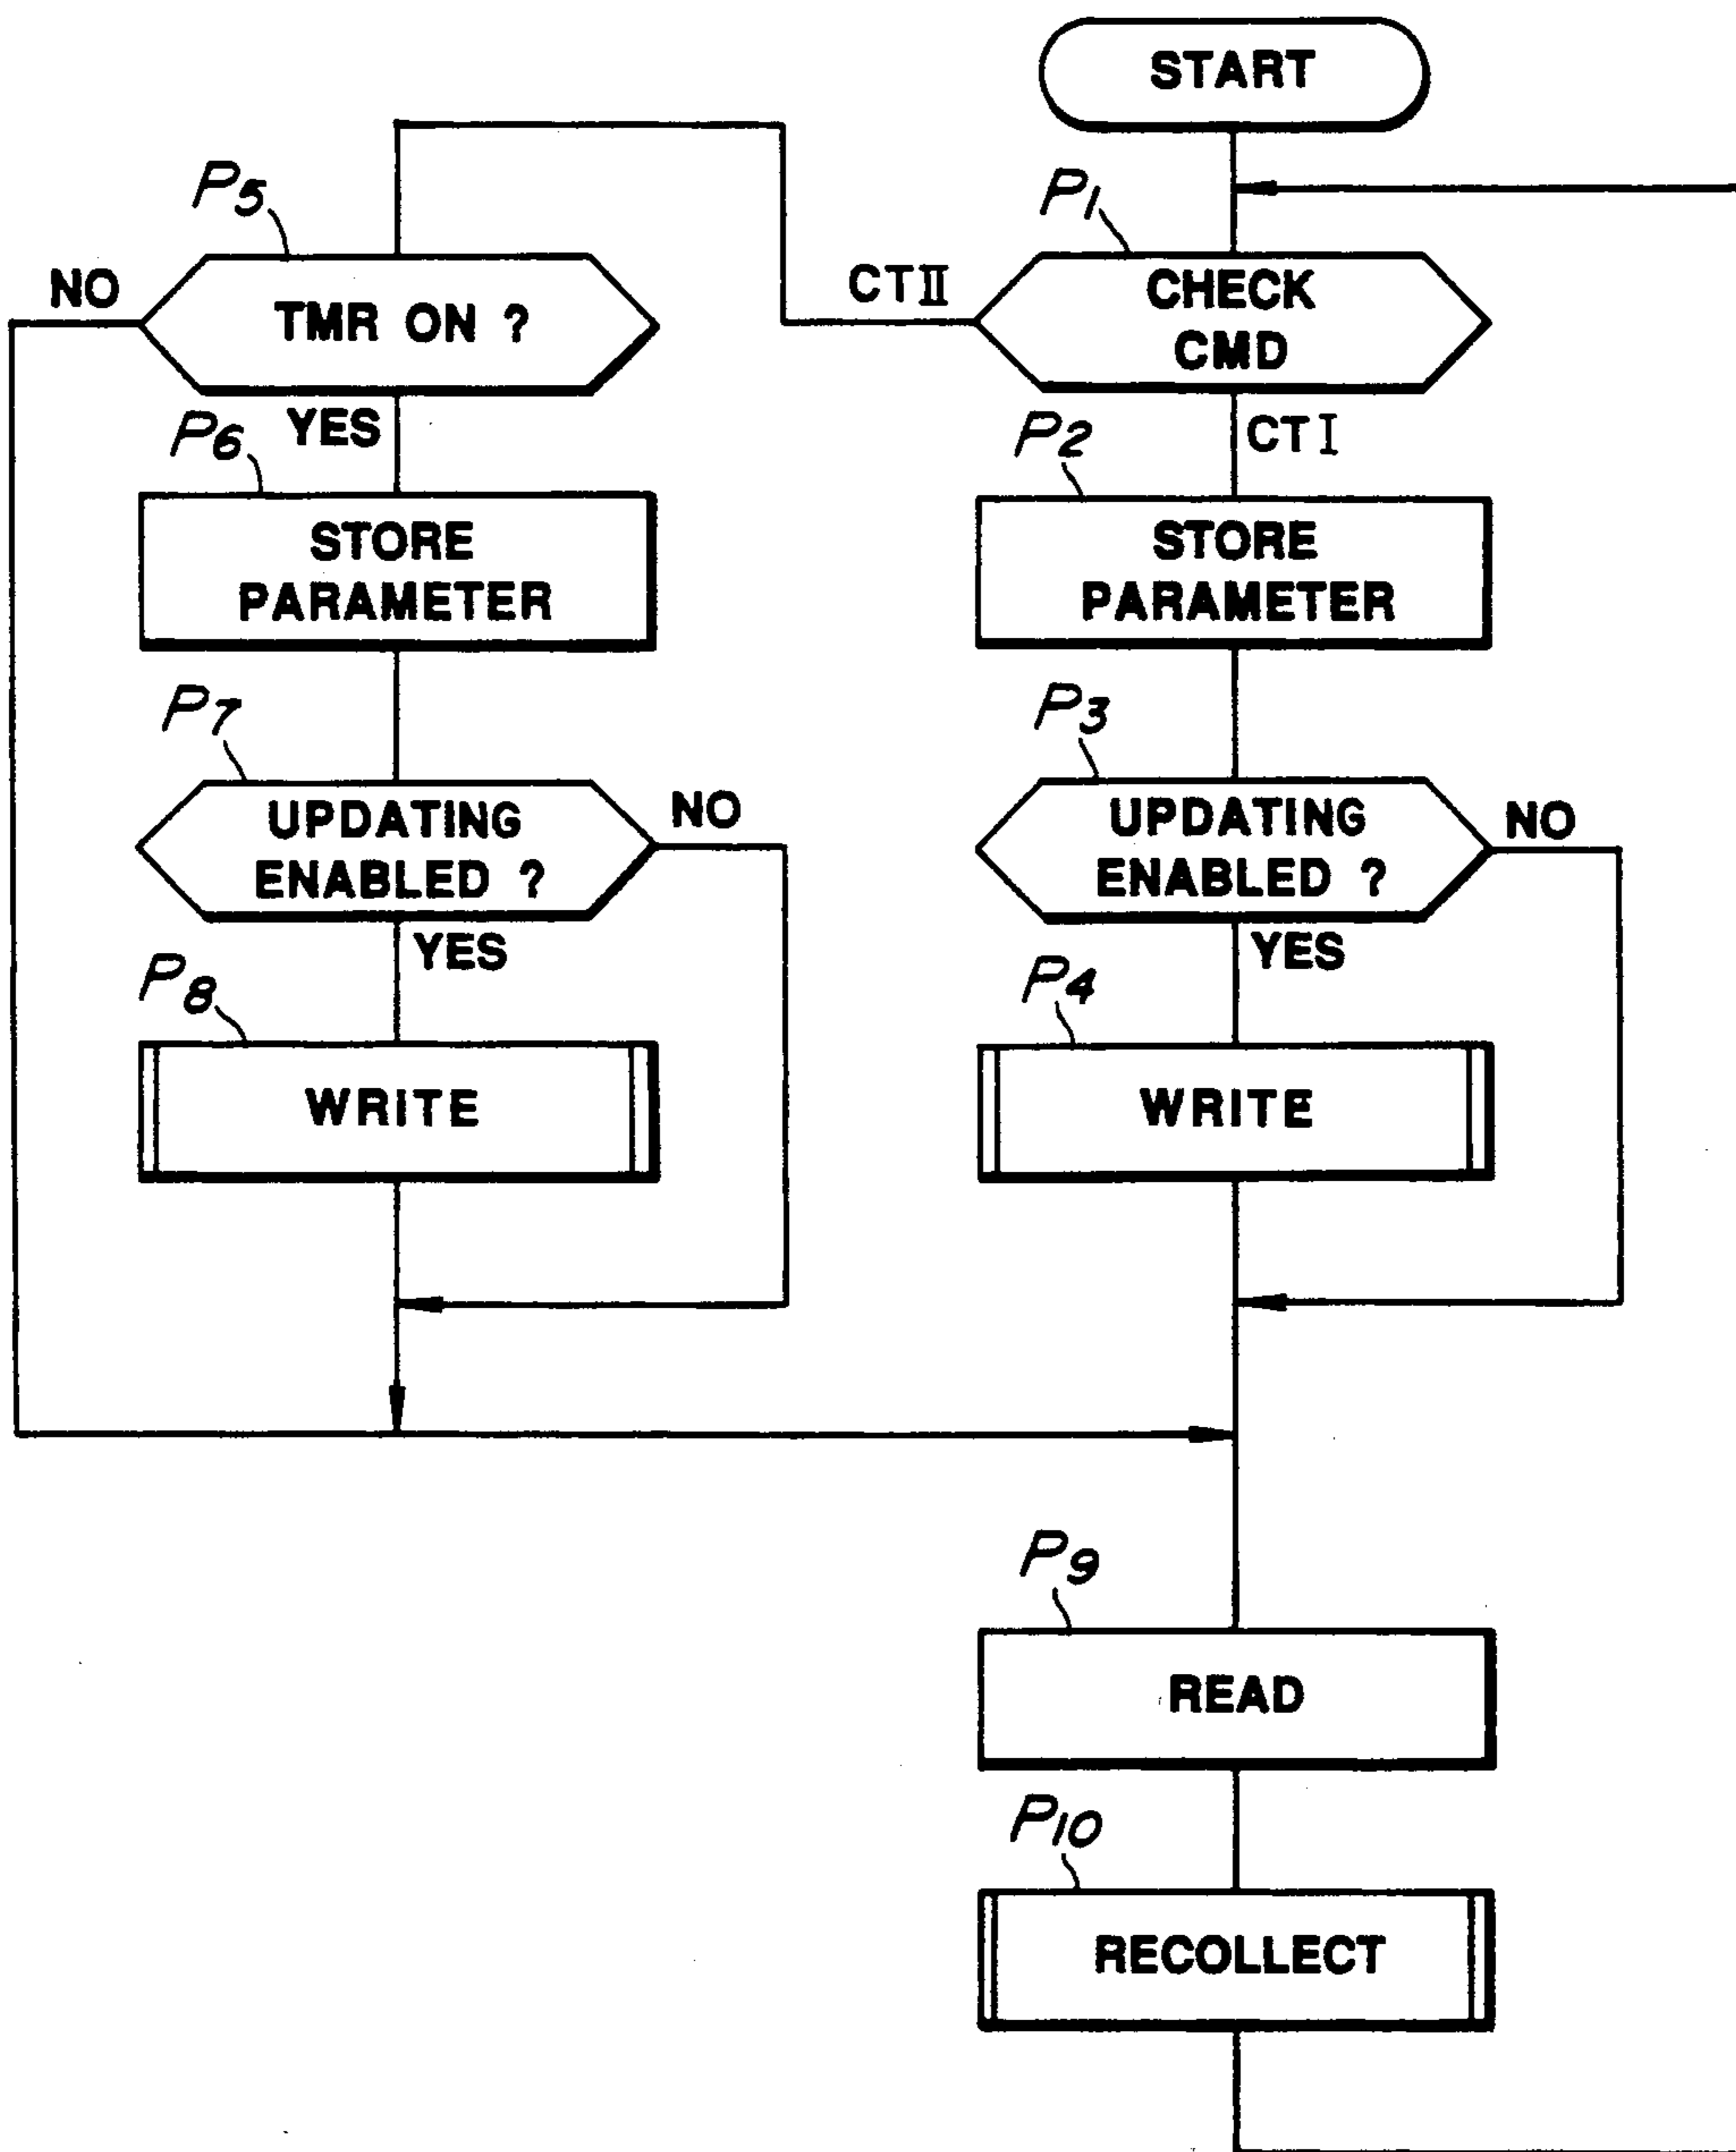 START
P1
CHECK
CMD
CTII
CTI
P2
STORE
PARAMETER
P3
UPDATING
ENABLED ?
NO
YES
P4
WRITE
P5
TMR ON ?
NO
YES
P6
STORE
PARAMETER
P7
UPDATING
ENABLED ?
NO
YES
P8
WRITE
P9
READ
P10
RECOLLECT